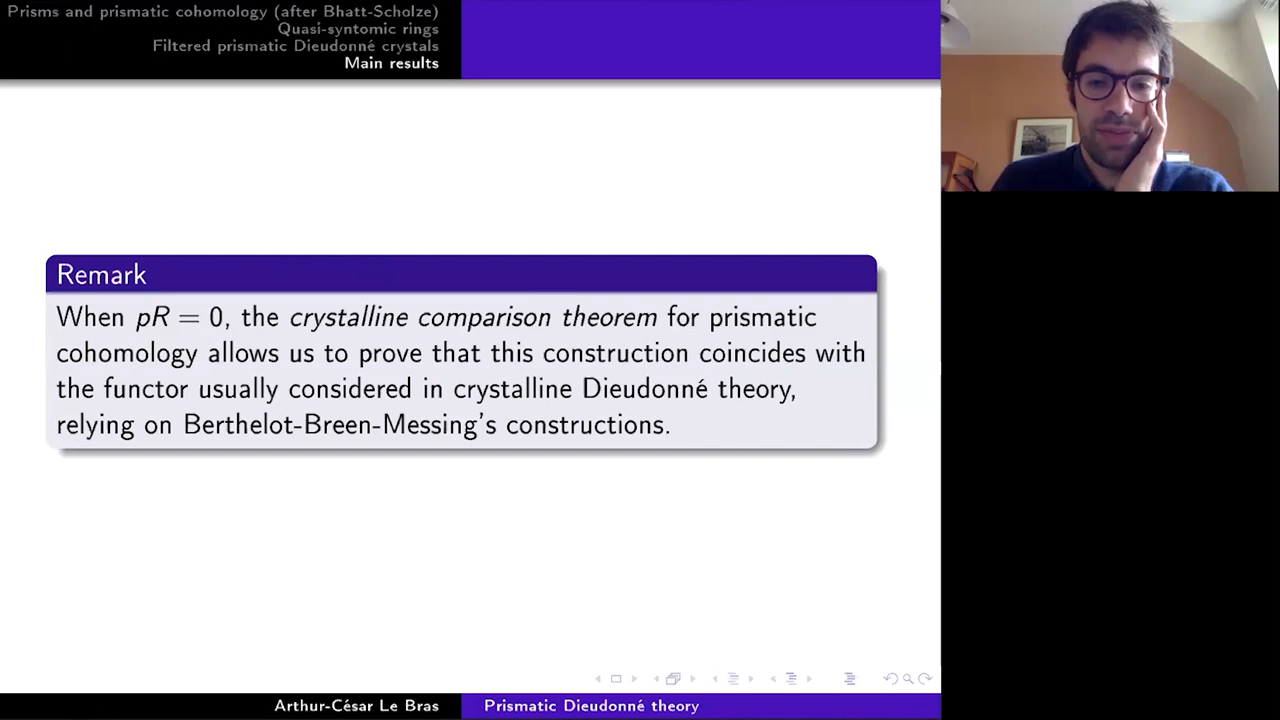 Prisms and prismatic cohomology (after Bhatt-Scholze)
Quasi-syntomic rings
Filtered prismatic Dieudonné crystals
Main results
Remark
When pR = 0, the crystalline comparison theorem for prismatic
cohomology allows us to prove that this construction coincides with
the functor usually considered in crystalline Dieudonné theory,
relying on Berthelot-Breen-Messing's constructions.
Arthur-César Le Bras
Prismatic Dieudonné theory